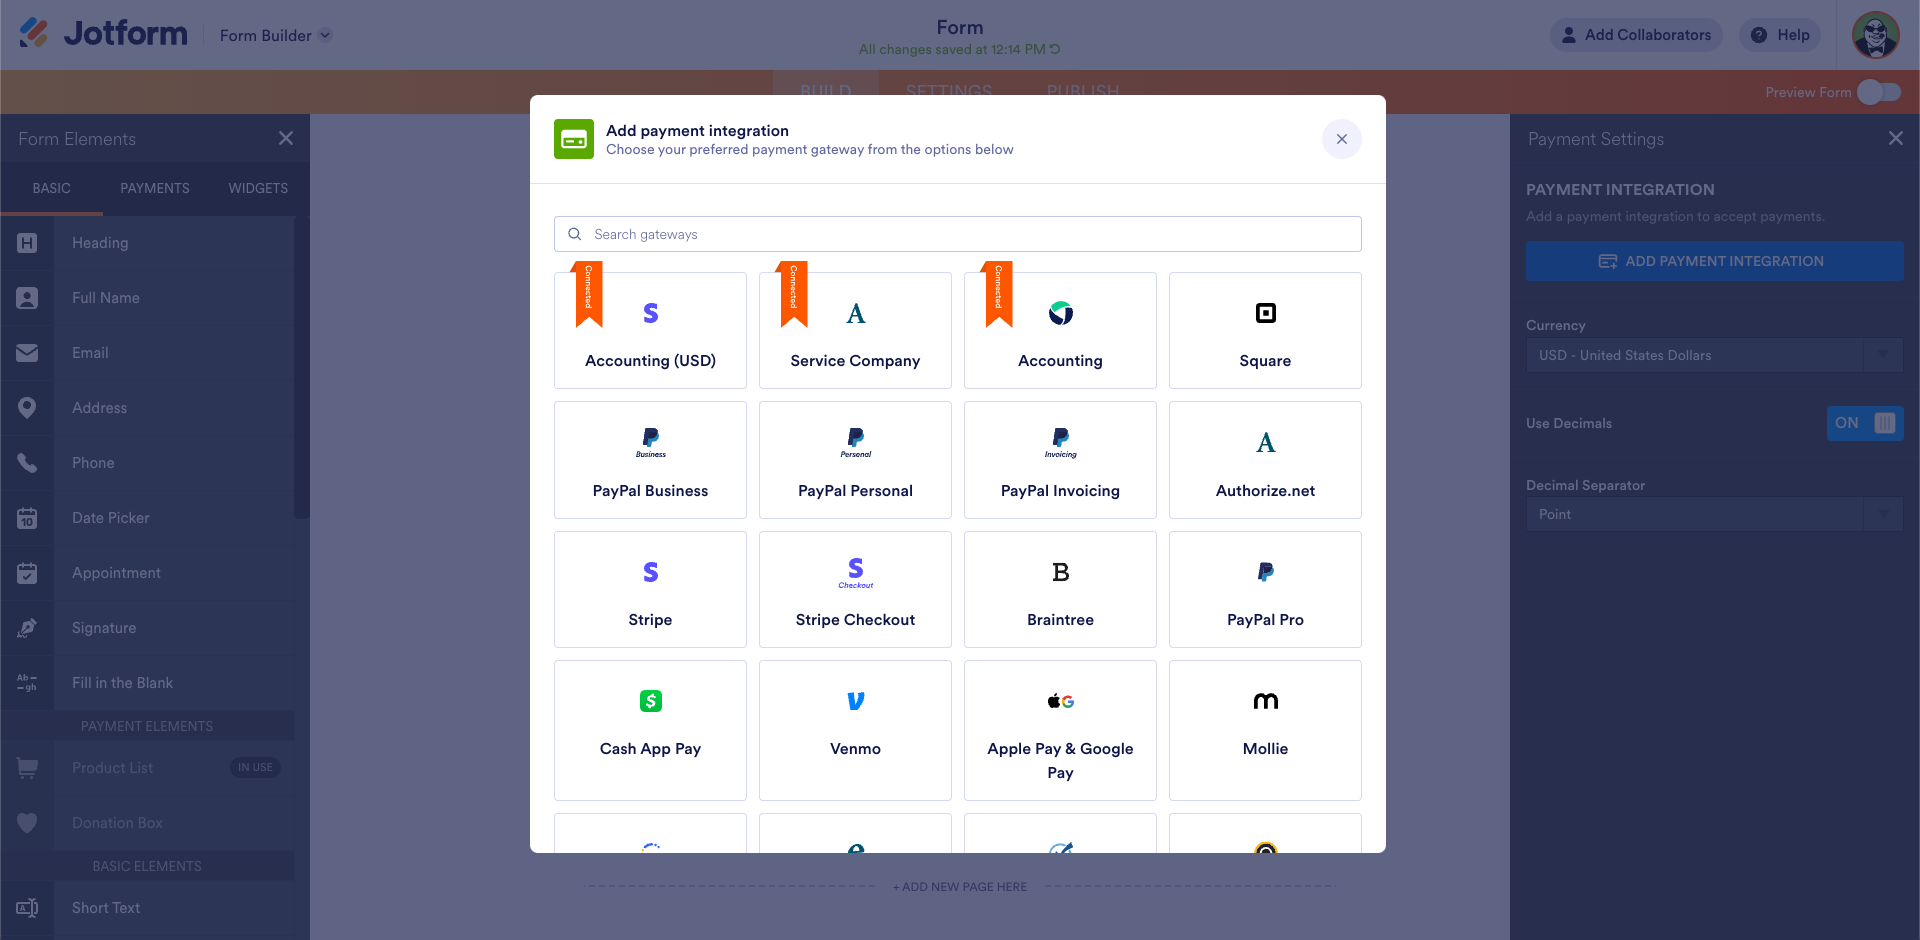 Jotform
Form Builder
Form
All changes saved at 12:14 PM
Add Collaborators
Help
BUILD
SETTINGS
PUBLISH
Preview Form
Form Elements
BASIC
PAYMENTS
WIDGETS
Heading
Full Name
Email
Address
Phone
10
Date Picker
Appointment
Signature
Ab
gh
Fill in the Blank
PAYMENT ELEMENTS
Product List
IN USE
Donation Box
BASIC ELEMENTS
Short Text
Add payment integration
Choose your preferred payment gateway from the options below
Search gateways
Connected
Accounting (USD)
Connected
Service Company
Connected
Accounting
Square
Business
PayPal Business
Personal
PayPal Personal
Invoicing
PayPal Invoicing
Authorize.net
Stripe
Checkout
Stripe Checkout
Braintree
PayPal Pro
Cash App Pay
Venmo
Apple Pay & Google
Pay
Mollie
+ ADD NEW PAGE HERE
Payment Settings
PAYMENT INTEGRATION
Add a payment integration to accept payments.
ADD PAYMENT INTEGRATION
Currency
USD - United States Dollars
Use Decimals
ON
Decimal Separator
Point